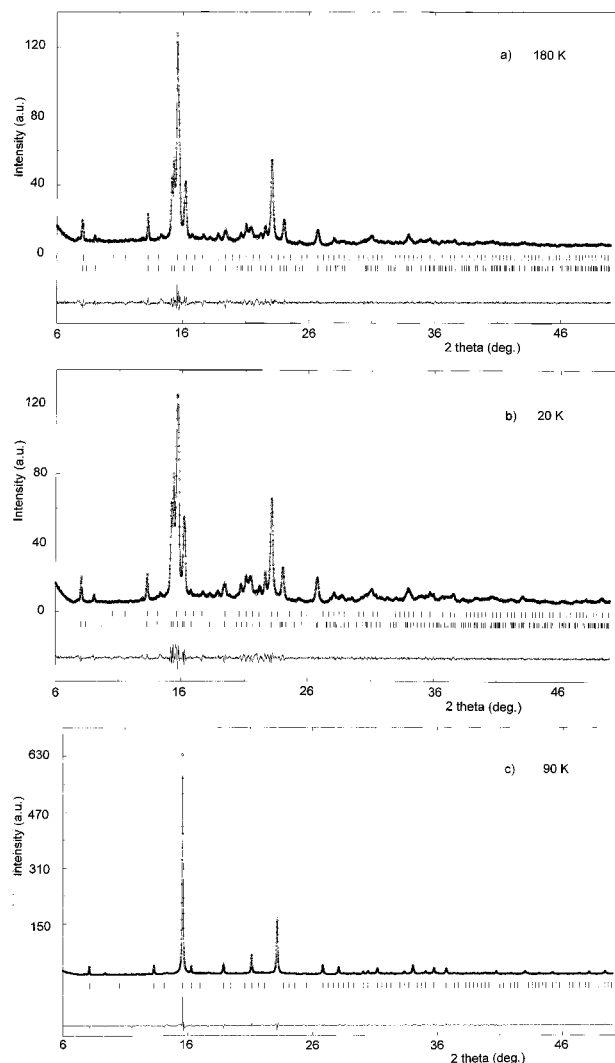 120
a) 180 K
Intensity (a.u.)
80
40
0
6 16 26 36 46
2 theta (deg.)
120
b) 20 K
Intensity (a.u.)
80
40
0
6 16 26 36 46
2 theta (deg.)
630
c) 90 K
470
Intensity (a.u.)
310
150
6 16 26 36 46
2 theta (deg.)